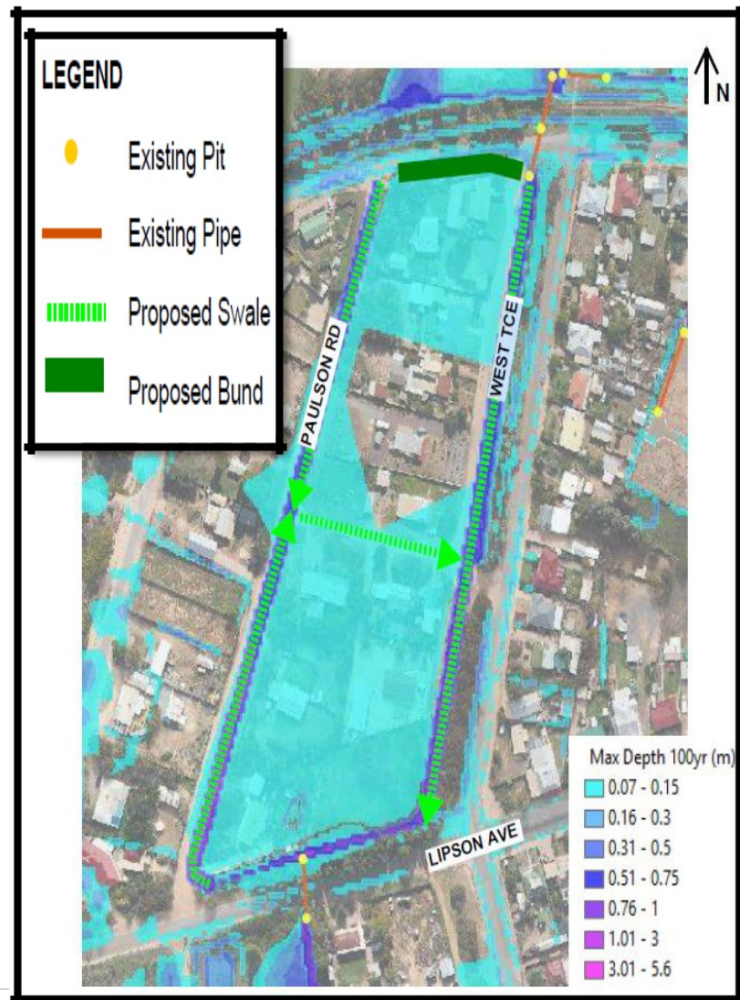 LEGEND
Existing Pit
Existing Pipe
Proposed Swale
Proposed Bund
N
PAULSON RD
WEST TCE
LIPSON AVE
Max Depth 100yr (m)
0.07 - 0.15
0.16 - 0.3
0.31 - 0.5
0.51 - 0.75
0.76 - 1
1.01 - 3
3.01 - 5.6